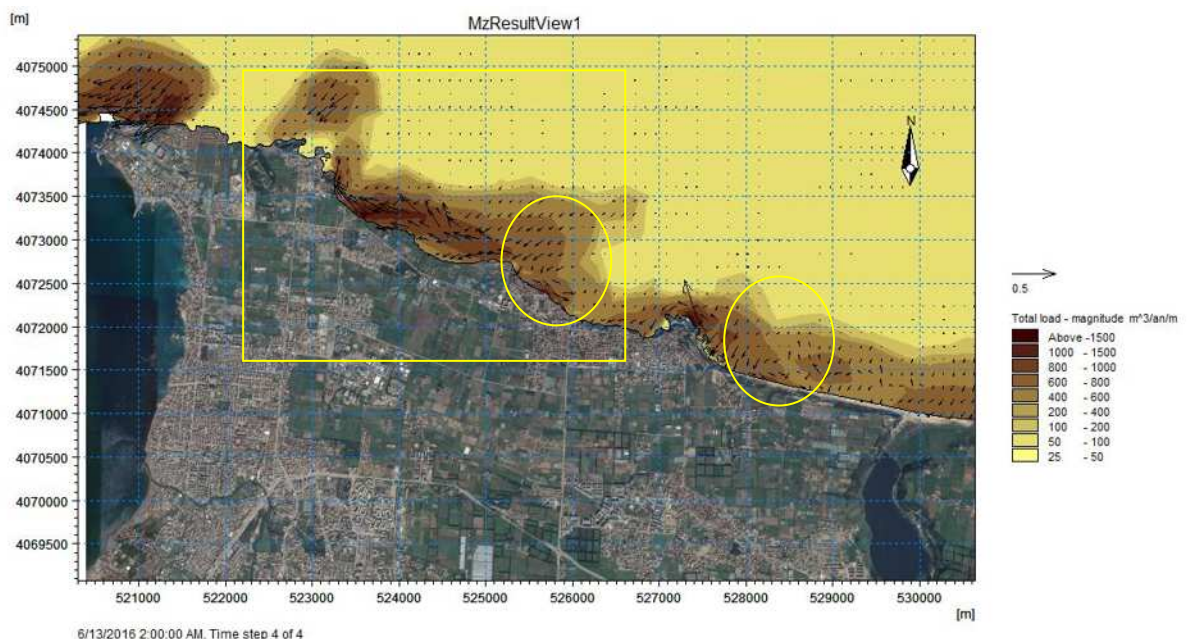 [m]
MzResultView1
4075000
4074500
4074000
4073500
4073000
4072500
4072000
4071500
4071000
4070500
4070000
4069500
521000 522000 523000 524000 525000 526000 527000 528000 529000 530000
[m]
N
0.5
Total load - magnitude m^3/an/m
Above -1500
1000 - 1500
800 - 1000
600 - 800
400 - 600
200 - 400
100 - 200
50 - 100
25 - 50
6/13/2016 2:00:00 AM, Time step 4 of 4